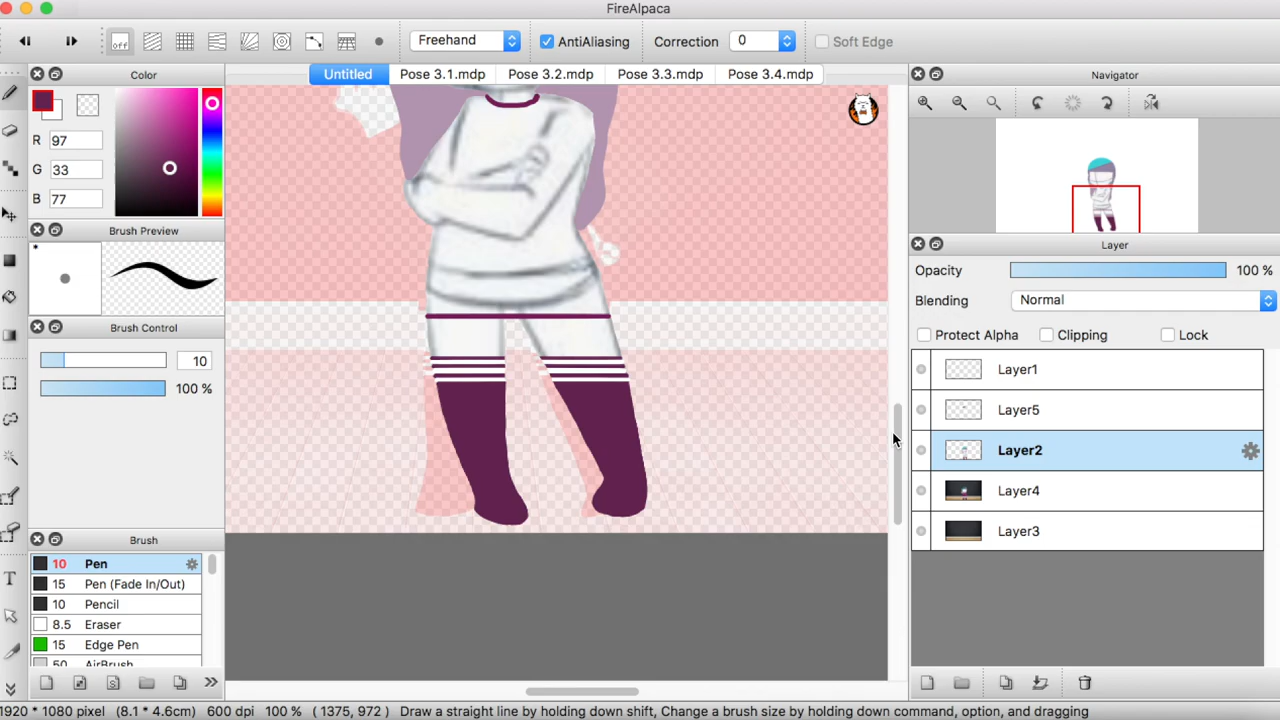 FireAlpaca
off
Freehand
AntiAliasing
Correction
0
Soft Edge
Color
Untitled
Pose 3.1.mdp
Pose 3.2.mdp
Pose 3.3.mdp
Pose 3.4.mdp
Navigator
R
97
G
33
B
77
Brush Preview
*
Layer
Opacity
100 %
Blending
Normal
Brush Control
Protect Alpha
Clipping
Lock
10
100 %
Layer1
Layer5
Layer2
Layer4
Layer3
Brush
10 Pen
15 Pen (Fade In/Out)
10 Pencil
8.5 Eraser
15 Edge Pen
50 AirBrush
T
1920 * 1080 pixel (8.1 * 4.6cm) 600 dpi 100 % ( 1375, 972 ) Draw a straight line by holding down shift, Change a brush size by holding down command, option, and dragging